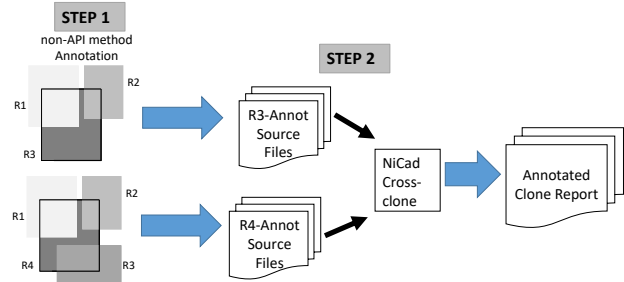 STEP 1
non-API method
Annotation
R2
R1
R3
STEP 2
R3-Annot
Source
Files
NiCad
Cross-
clone
Annotated
Clone Report
R2
R1
R4
R3
R4-Annot
Source
Files